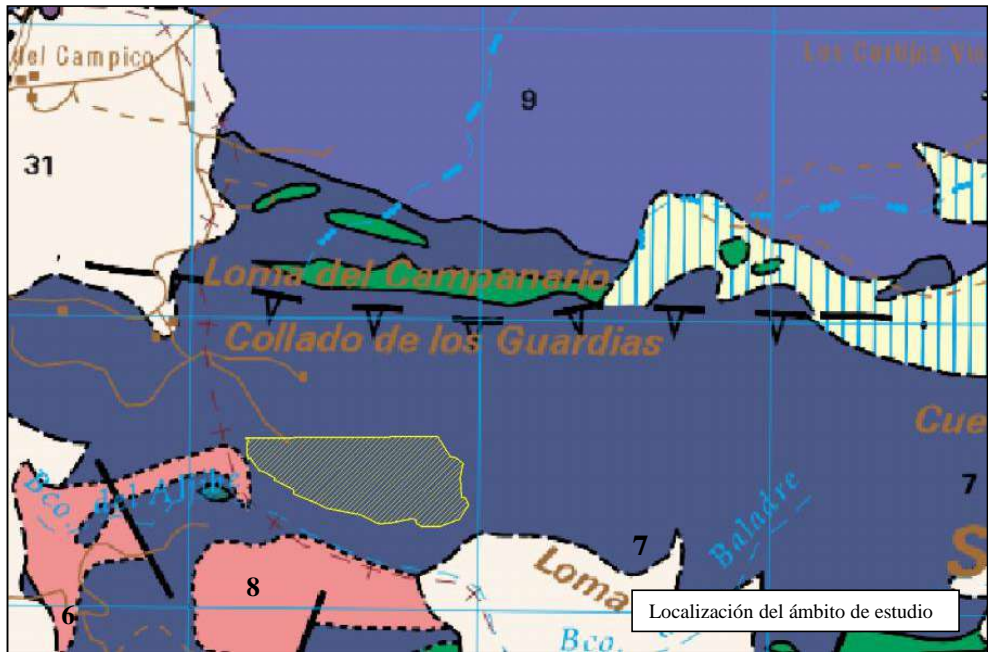 del Campico
Los Cortijos Vie
9
31
Loma del Campanario
Collado de los Guardias
Cue
Bco. del Aljibe
7
Baladre
7
S
Loma
8
6
Localización del ámbito de estudio
Bco.